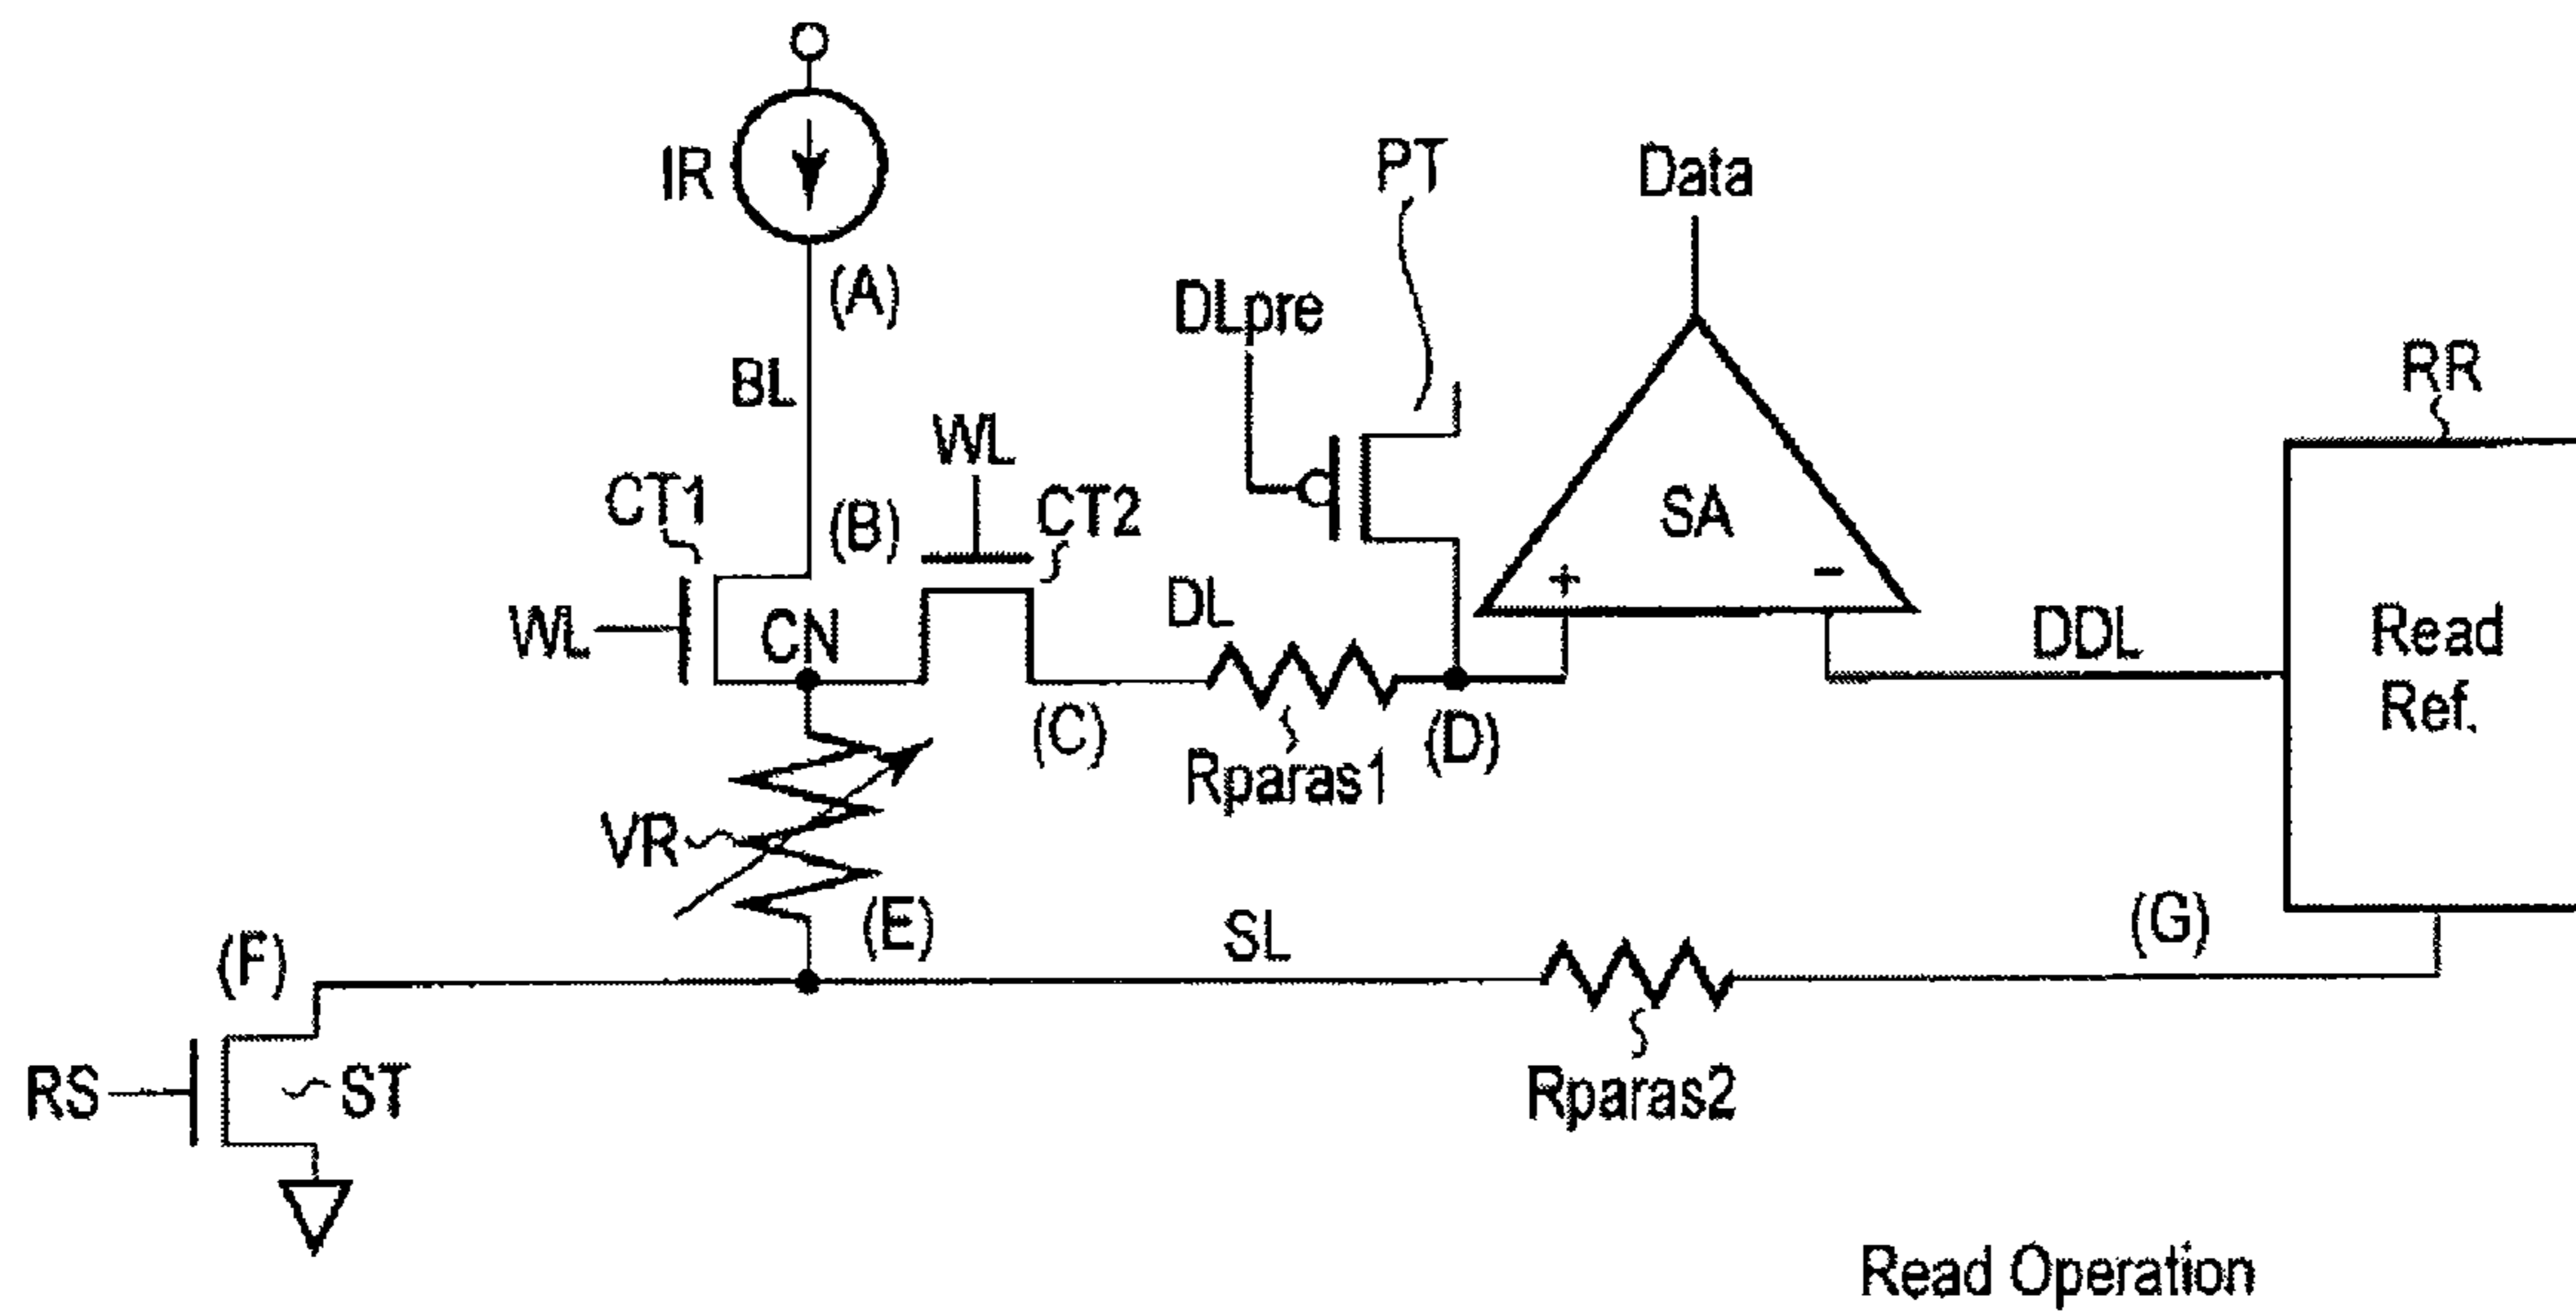 IR
(A)
BL
PT
Data
DLpre
RR
WL
CT1
(B)
CT2
SA
+
-
WL
CN
DL
DDL
Read
Ref.
(C)
Rparas1
(D)
VR
(E)
SL
(G)
(F)
RS
ST
Rparas2
Read Operation